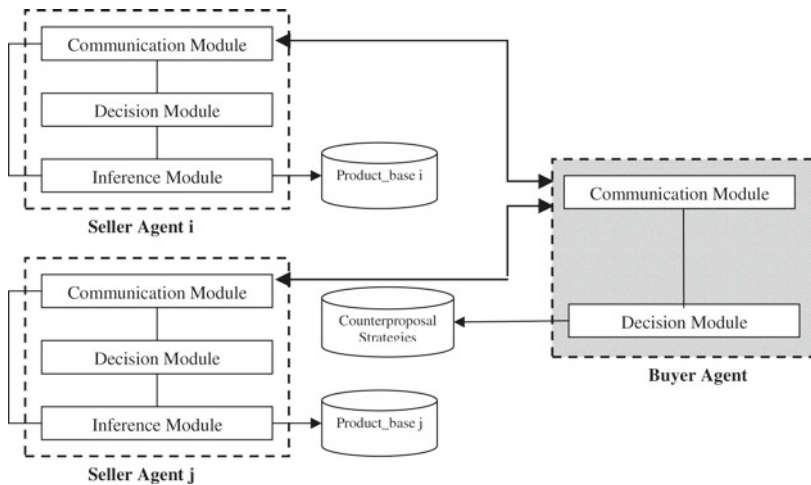 Communication Module
Decision Module
Inference Module
Product_base i
Seller Agent i
Communication Module
Decision Module
Inference Module
Product_base j
Seller Agent j
Counterproposal
Strategies
Communication Module
Decision Module
Buyer Agent